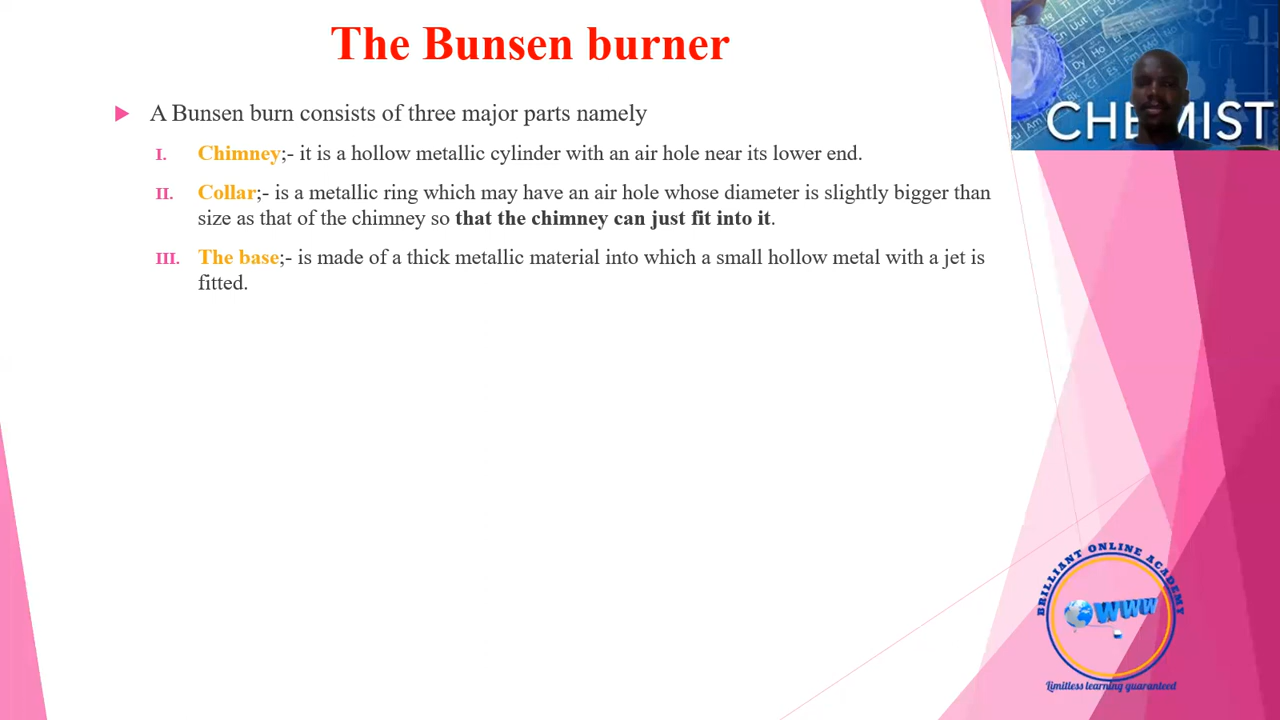 The Bunsen burner
A Bunsen burn consists of three major parts namely
I. Chimney;- it is a hollow metallic cylinder with an air hole near its lower end.
II. Collar;- is a metallic ring which may have an air hole whose diameter is slightly bigger than
size as that of the chimney so that the chimney can just fit into it.
III. The base;- is made of a thick metallic material into which a small hollow metal with a jet is
fitted.
CHEMIST
BRILLIANT ONLINE ACADEMY
WWW
Limitless learning guaranteed